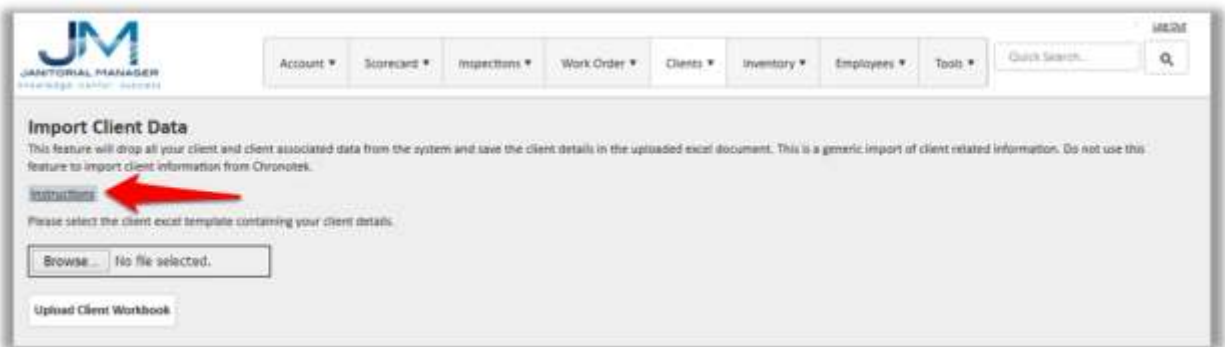 Log Out
JM
JANITORIAL MANAGER
Account ▼ Scorecard ▼ Inspections ▼ Work Order ▼ Clients ▼ Inventory ▼ Employees ▼ Tools ▼ Quick Search...
Import Client Data
This feature will drop all your client and client associated data from the system and save the client details in the uploaded excel document. This is a generic import of client related information. Do not use this
feature to import client information from Chronotek.
Instructions
Please select the client excel template containing your client details.
Browse... No file selected.
Upload Client Workbook